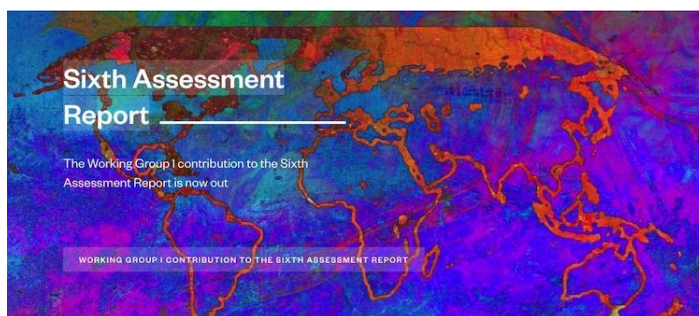 Sixth Assessment
Report
The Working Group I contribution to the Sixth
Assessment Report is now out
WORKING GROUP I CONTRIBUTION TO THE SIXTH ASSESSMENT REPORT